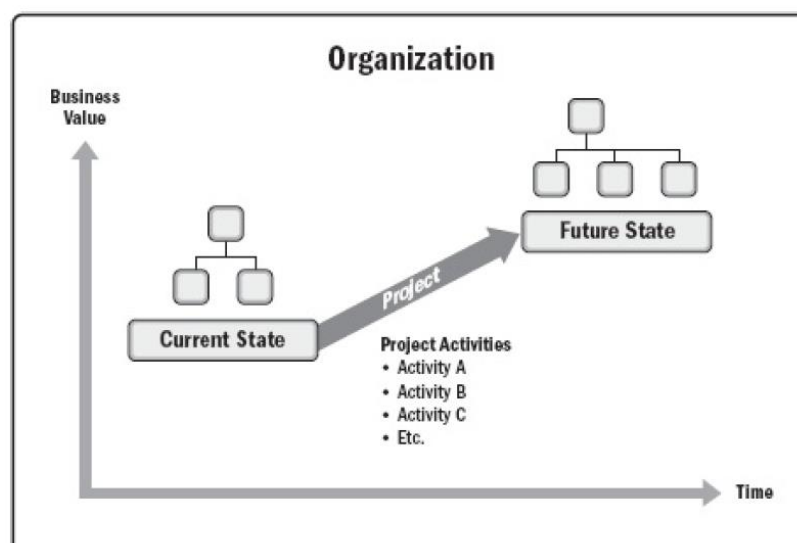 Organization
Business
Value
Future State
Project
Current State
Project Activities
• Activity A
• Activity B
• Activity C
• Etc.
Time